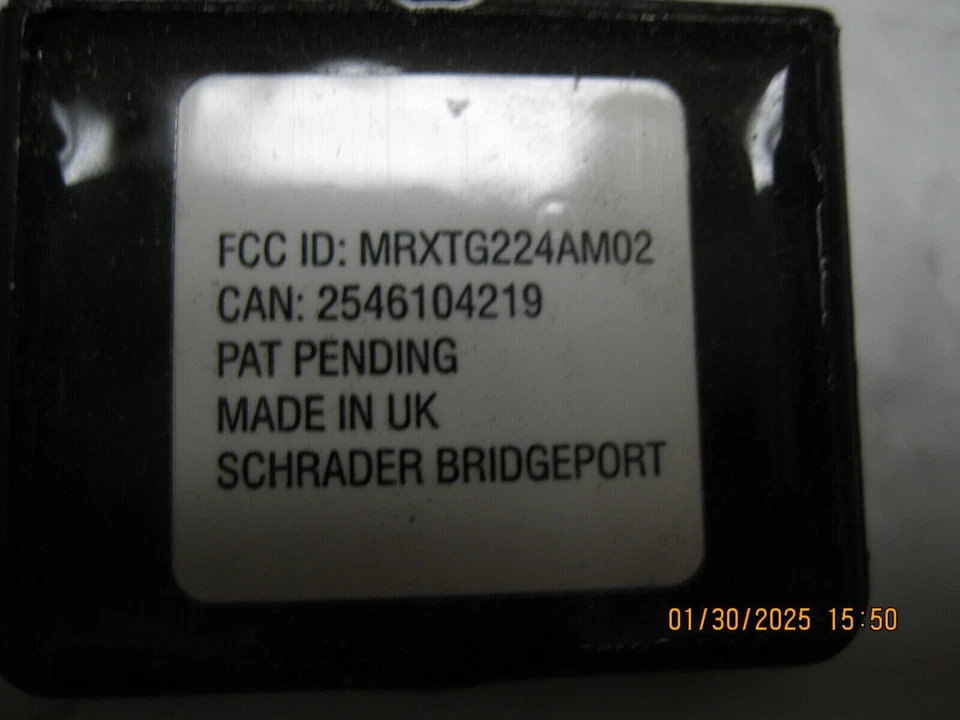 FCC ID: MRXTG224AM02
CAN: 2546104219
PAT PENDING
MADE IN UK
SCHRADER BRIDGEPORT
01/30/2025 15:50